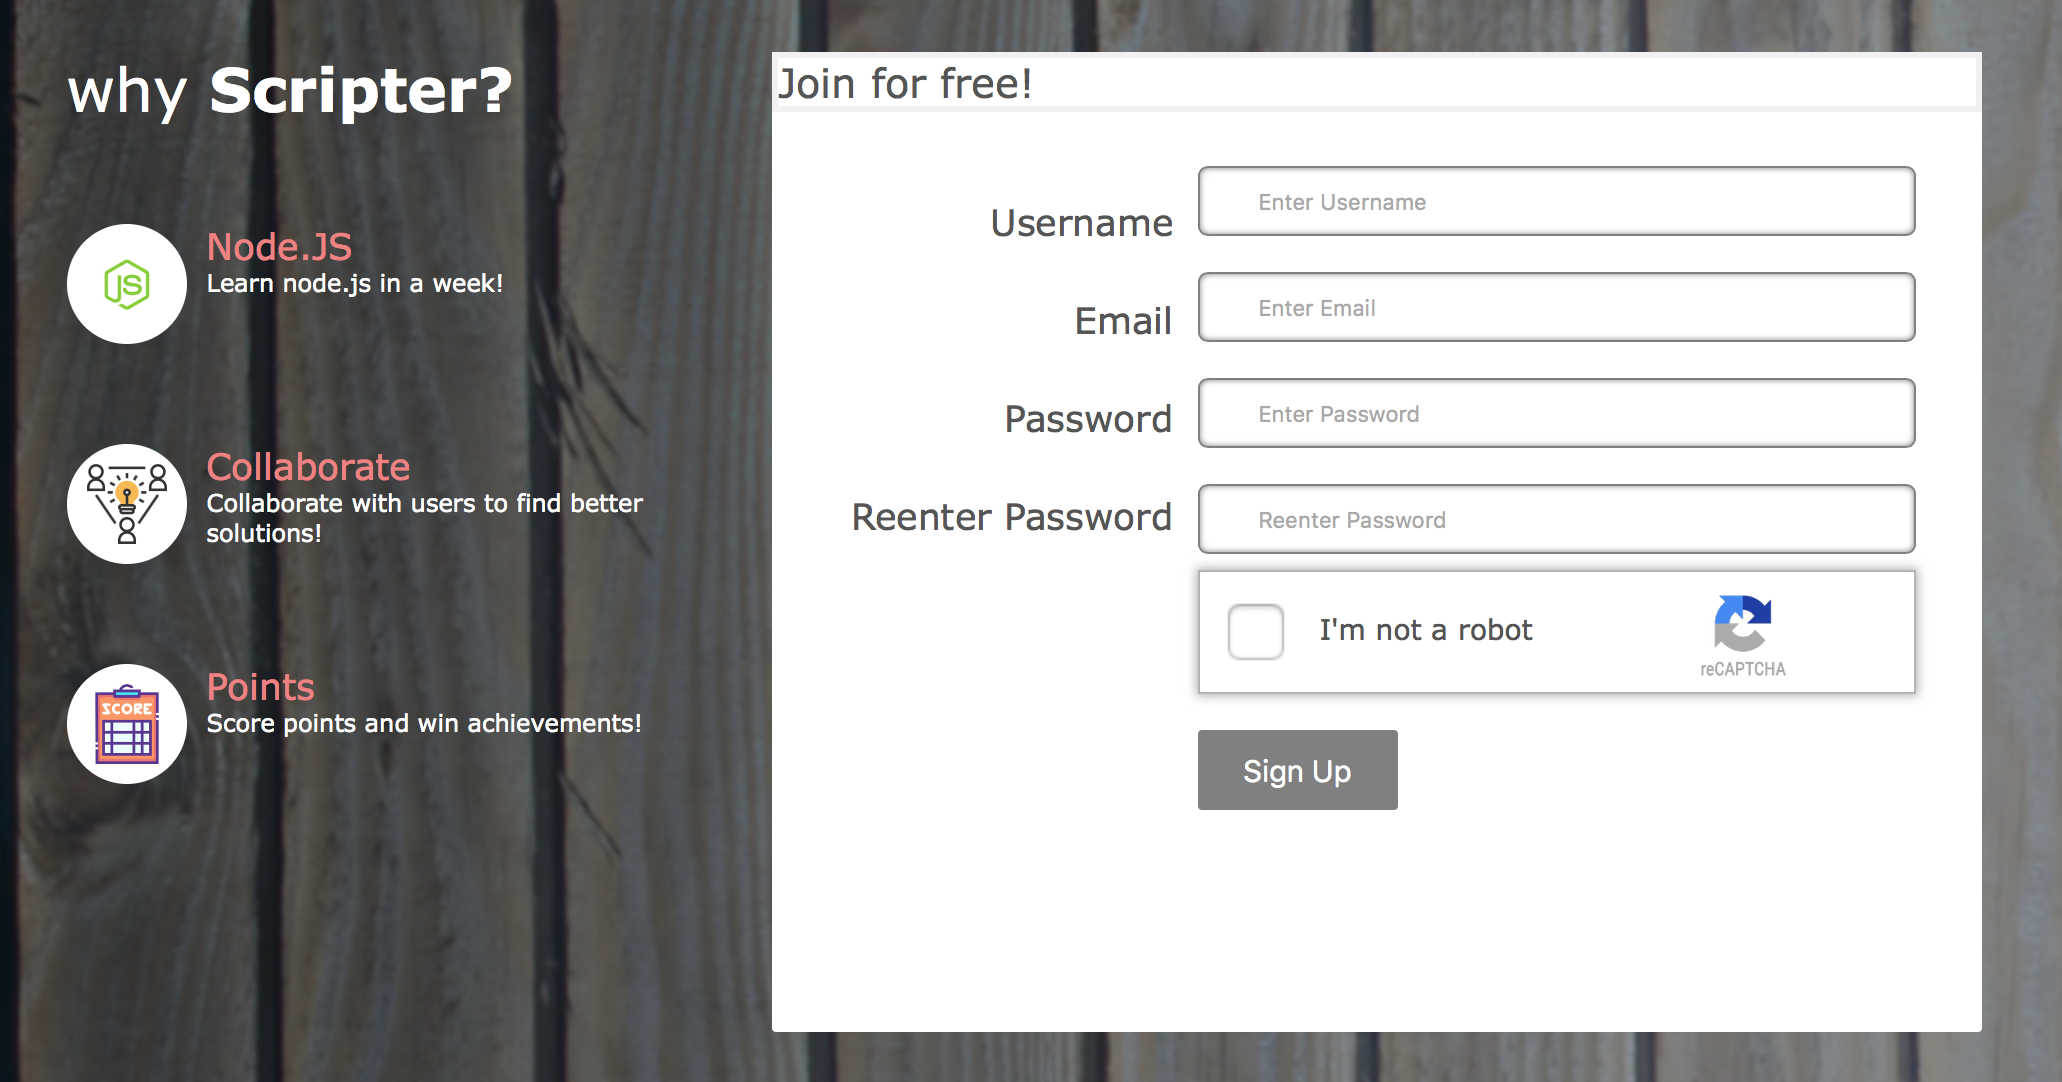 why Scripter?
JS
Node.JS
Learn node.js in a week!
Collaborate
Collaborate with users to find better
solutions!
SCORE
Points
Score points and win achievements!
Join for free!
Username
Enter Username
Email
Enter Email
Password
Enter Password
Reenter Password
Reenter Password
I'm not a robot
reCAPTCHA
Sign Up